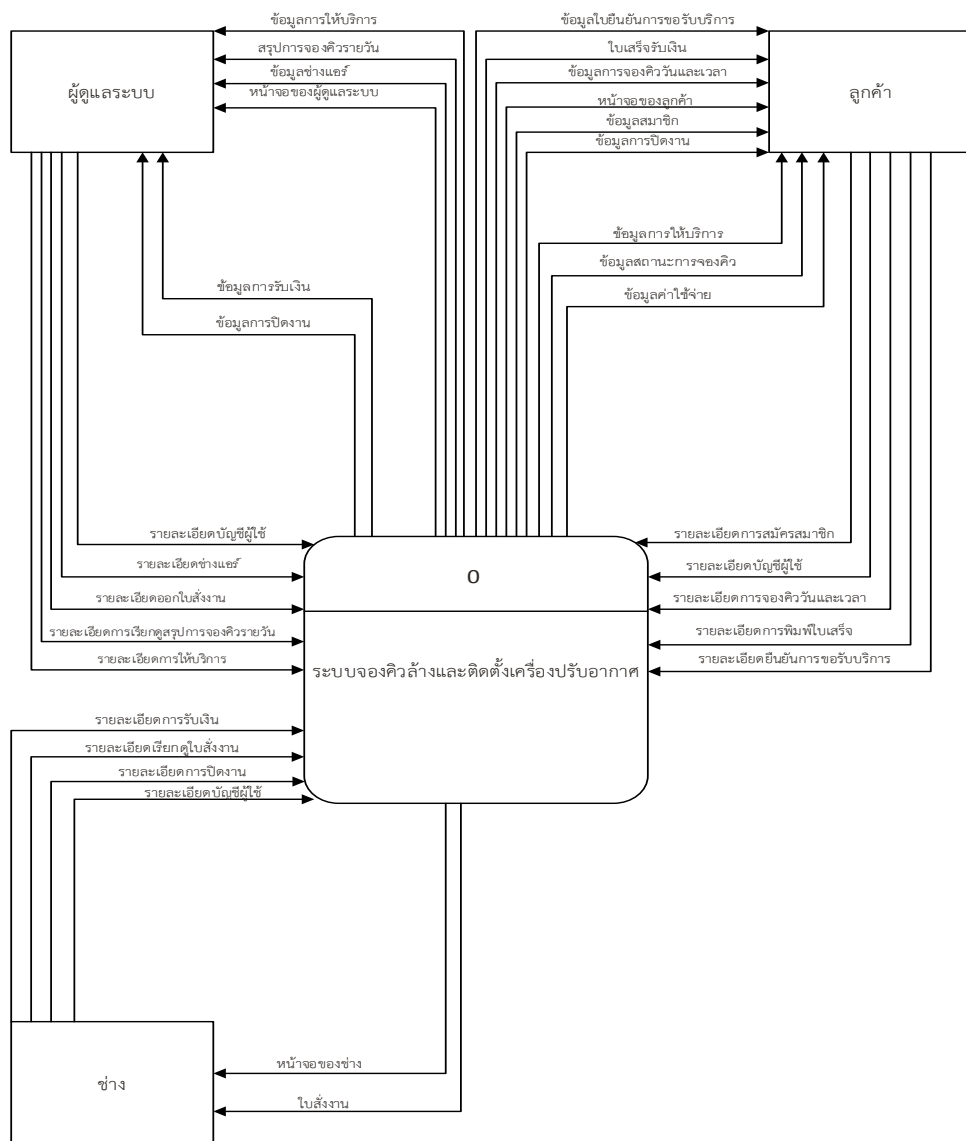 ข้อมูลการให้บริการ
สรุปการจองคิวรายวัน
ข้อมูลช่างแอร์
หน้าจอของผู้ดูแลระบบ
ผู้ดูแลระบบ
ข้อมูลใบยืนยันการขอรับบริการ
ใบเสร็จรับเงิน
ข้อมูลการจองคิววันและเวลา
หน้าจอของลูกค้า
ข้อมูลสมาชิก
ข้อมูลการปิดงาน
ลูกค้า
ข้อมูลการให้บริการ
ข้อมูลสถานะการจองคิว
ข้อมูลค่าใช้จ่าย
ข้อมูลการรับเงิน
ข้อมูลการปิดงาน
รายละเอียดบัญชีผู้ใช้
รายละเอียดช่างแอร์
รายละเอียดออกใบสั่งงาน
รายละเอียดการเรียกดูสรุปการจองคิวรายวัน
รายละเอียดการให้บริการ
0
ระบบจองคิวล้างและติดตั้งเครื่องปรับอากาศ
รายละเอียดการสมัครสมาชิก
รายละเอียดบัญชีผู้ใช้
รายละเอียดการจองคิววันและเวลา
รายละเอียดการพิมพ์ใบเสร็จ
รายละเอียดยืนยันการขอรับบริการ
รายละเอียดการรับเงิน
รายละเอียดเรียกดูใบสั่งงาน
รายละเอียดการปิดงาน
รายละเอียดบัญชีผู้ใช้
หน้าจอของช่าง
ใบสั่งงาน
ช่าง